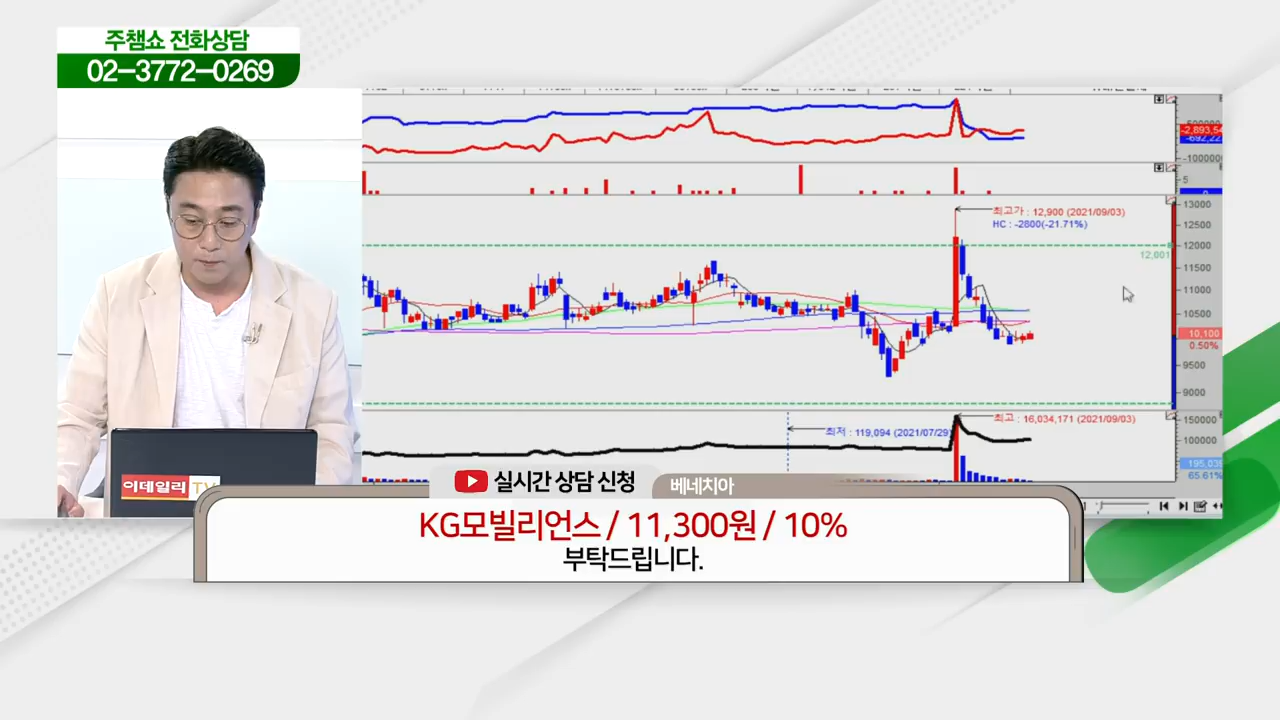 주챔쇼 전화상담
02-3772-0269
최고가 : 12,900 (2021/09/03)
HC : -2800(-21.71%)
13000
12500
12000
12,001
11500
11000
10500
10,100
0.50%
9500
9000
최고 : 16,034,171 (2021/09/03)
최저 : 119,094 (2021/07/29)
150000
100000
65.61%
이데일리 TV
실시간 상담 신청
베네치아
KG모빌리언스 / 11,300원 / 10%
부탁드립니다.